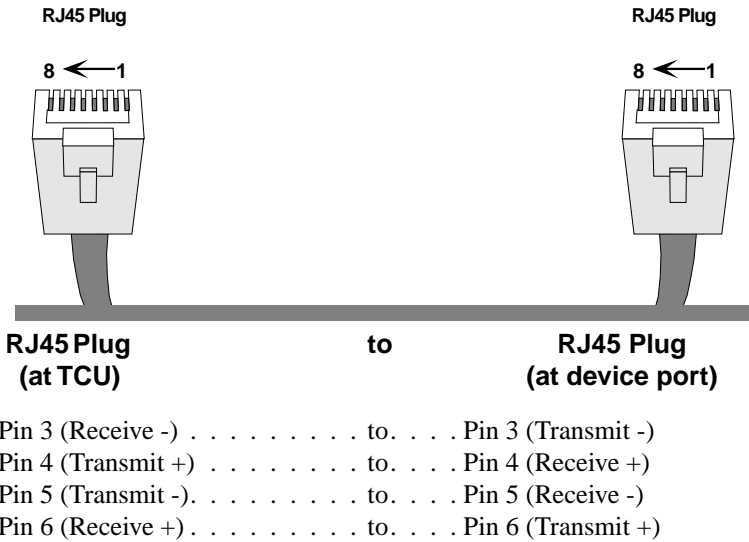 RJ45 Plug RJ45 Plug
8 1 8 1
RJ45 Plug to RJ45 Plug
(at TCU) (at device port)
Pin 3 (Receive -) . . . . . . . . . . to. . . . Pin 3 (Transmit -)
Pin 4 (Transmit +) . . . . . . . . . to. . . . Pin 4 (Receive +)
Pin 5 (Transmit -). . . . . . . . . . to. . . . Pin 5 (Receive -)
Pin 6 (Receive +) . . . . . . . . . . to. . . . Pin 6 (Transmit +)